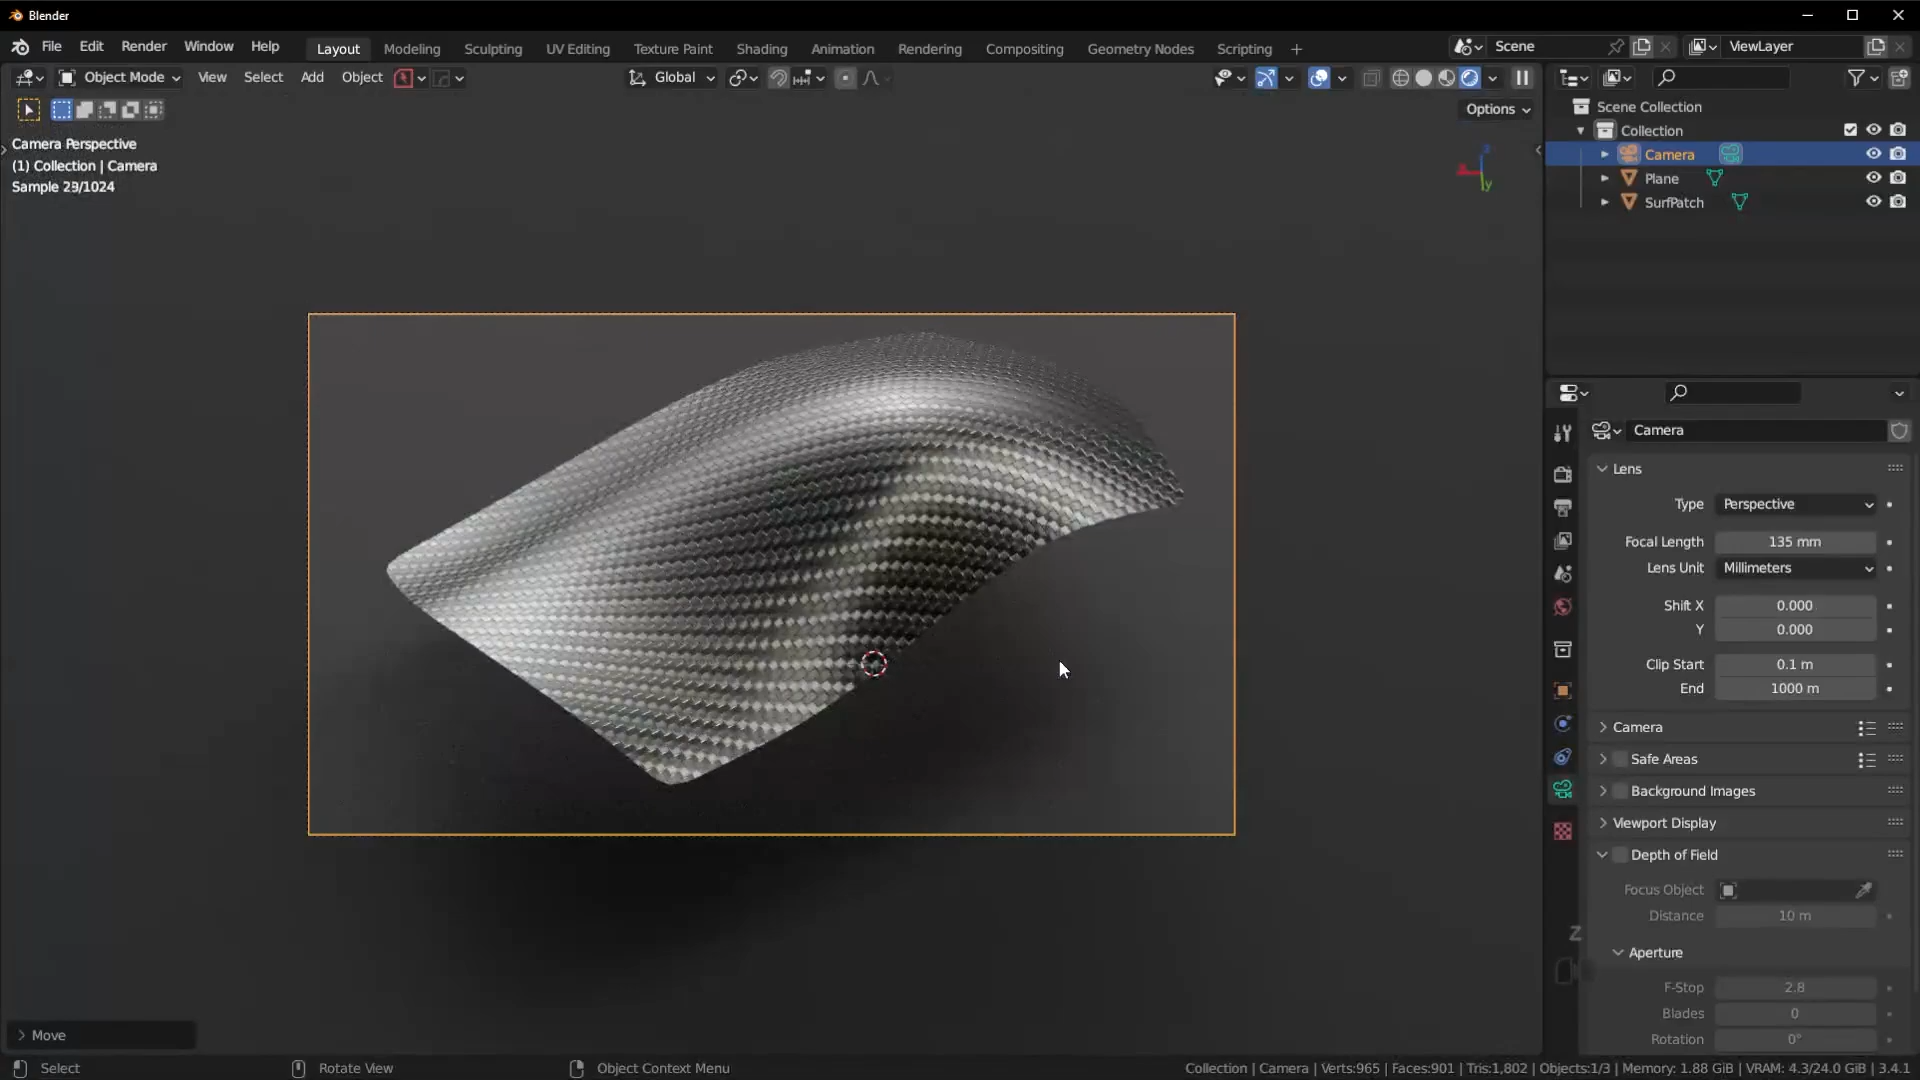 Blender
File Edit Render Window Help Layout Modeling Sculpting UV Editing Texture Paint Shading Animation Rendering Compositing Geometry Nodes Scripting + Scene ViewLayer
Object Mode View Select Add Object Global
Options
Camera Perspective
(1) Collection | Camera
Sample 29/1024
z
y
Scene Collection
Collection
Camera
Plane
SurfPatch
Camera
Lens
Type Perspective
Focal Length 135 mm
Lens Unit Millimeters
Shift X 0.000
Y 0.000
Clip Start 0.1 m
End 1000 m
Camera
Safe Areas
Background Images
Viewport Display
Depth of Field
Focus Object
Distance 10 m
Z
Aperture
F-Stop 2.8
Blades 0
Rotation 0°
Move
Select Rotate View Object Context Menu Collection | Camera | Verts:965 | Faces:901 | Tris:1,802 | Objects:1/3 | Memory: 1.88 GiB | VRAM: 4.3/24.0 GiB | 3.4.1